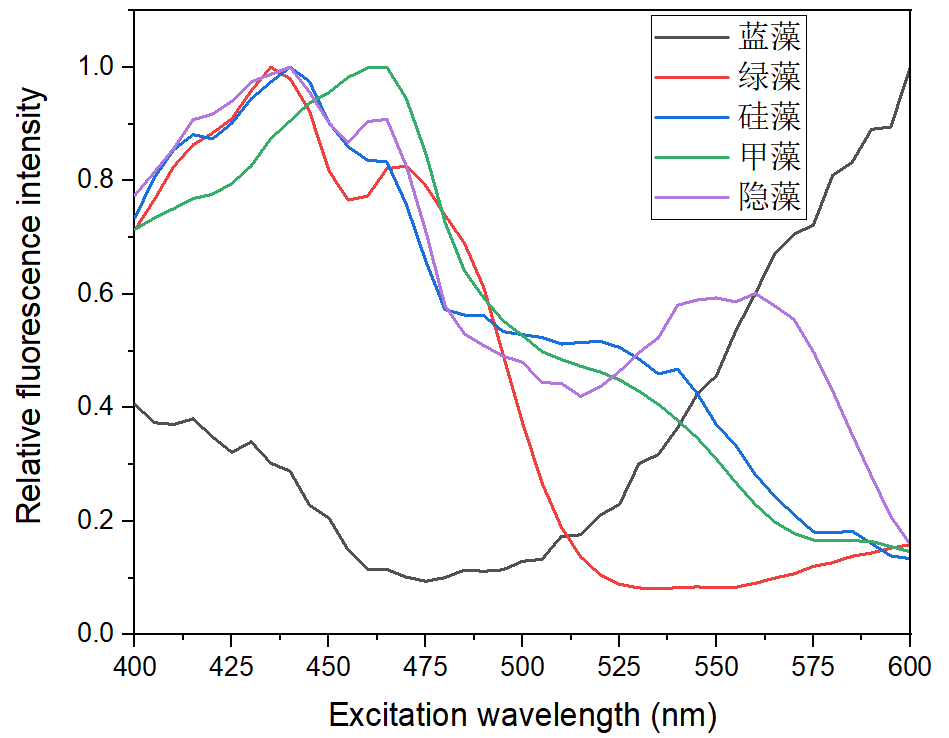 蓝藻
绿藻
硅藻
甲藻
隐藻
Relative fluorescence intensity
1.0
0.8
0.6
0.4
0.2
0.0
400 425 450 475 500 525 550 575 600
Excitation wavelength (nm)